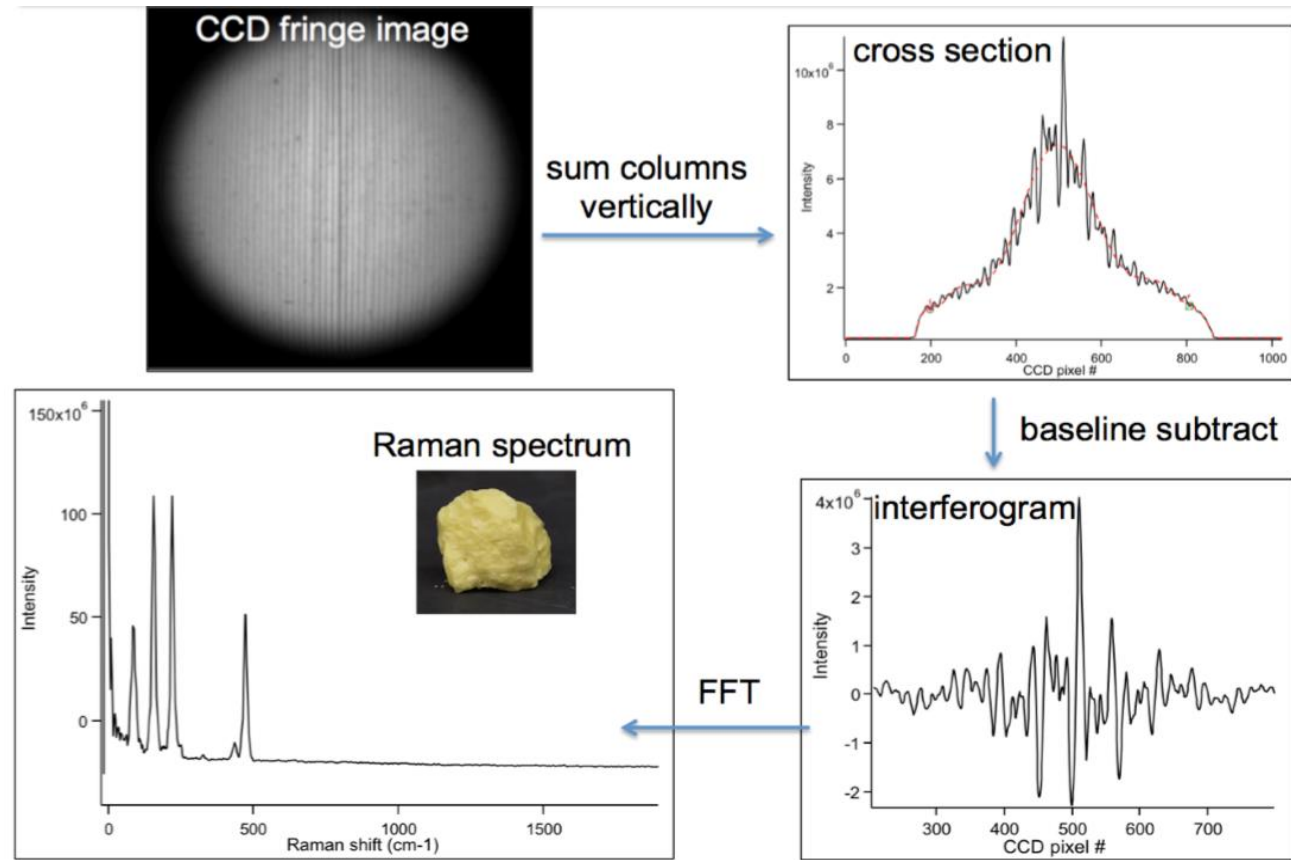 CCD fringe image
sum columns
vertically
cross section
10x10⁶
8
6
4
2
Intensity
0
200
400
600
800
1000
CCD pixel #
baseline subtract
interferogram
4x10⁶
3
2
1
0
-1
-2
Intensity
300
400
500
600
700
CCD pixel #
FFT
Raman spectrum
150x10⁶
100
50
0
Intensity
0
500
1000
1500
Raman shift (cm-1)